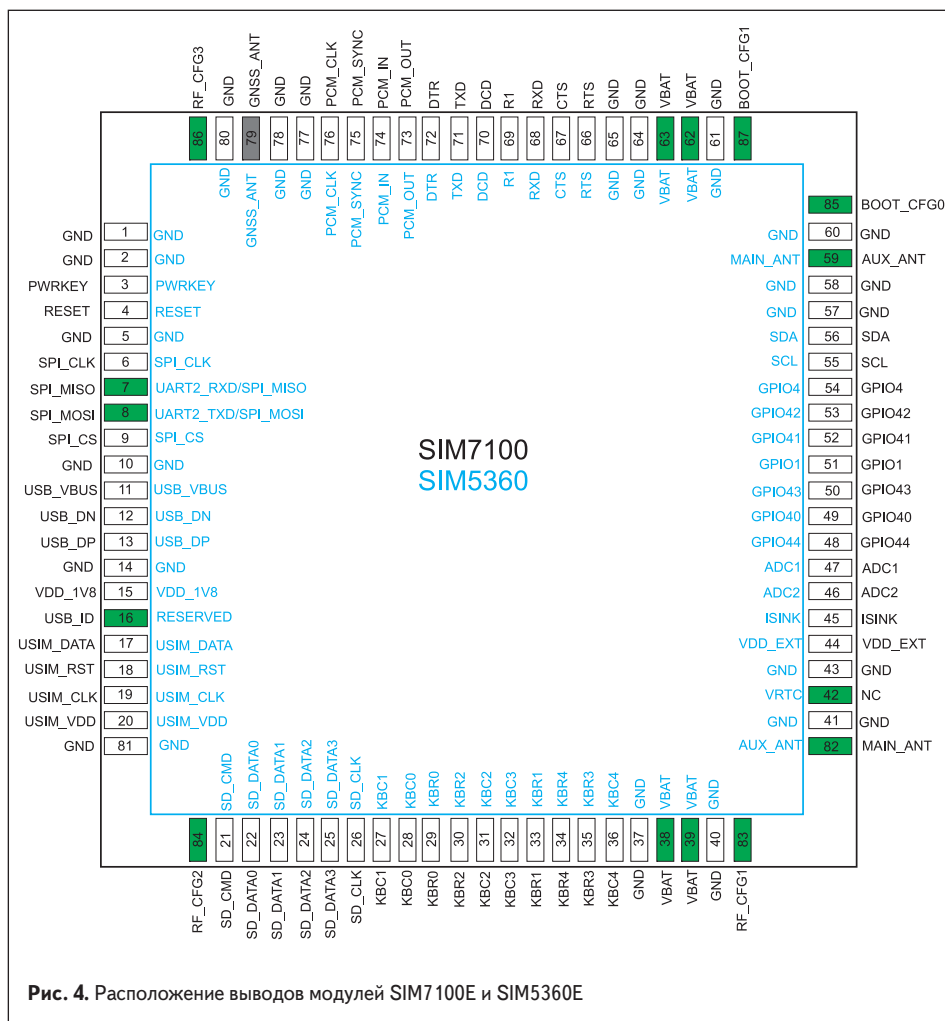 RF_CFG3 GND GNSS_ANT GND GND PCM_CLK PCM_SYNC PCM_IN PCM_OUT DTR TXD DCD R1 RXD CTS RTS GND GND VBAT VBAT GND BOOT_CFG1
86 80 79 78 77 76 75 74 73 72 71 70 69 68 67 66 65 64 63 62 61 87
GND GNSS_ANT GND GND PCM_CLK PCM_SYNC PCM_IN PCM_OUT DTR TXD DCD R1 RXD CTS RTS GND GND VBAT VBAT GND
85 BOOT_CFG0
GND 1 GND
GND 60 GND
GND 2 GND
MAIN_ANT 59 AUX_ANT
PWRKEY 3 PWRKEY
GND 58 GND
RESET 4 RESET
GND 57 GND
GND 5 GND
SDA 56 SDA
SPI_CLK 6 SPI_CLK
SCL 55 SCL
SPI_MISO 7 UART2_RXD/SPI_MISO
GPIO4 54 GPIO4
SPI_MOSI 8 UART2_TXD/SPI_MOSI
GPIO42 53 GPIO42
SPI_CS 9 SPI_CS
GPIO41 52 GPIO41
SIM7100
GND 10 GND
GPIO1 51 GPIO1
SIM5360
USB_VBUS 11 USB_VBUS
GPIO43 50 GPIO43
USB_DN 12 USB_DN
GPIO40 49 GPIO40
USB_DP 13 USB_DP
GPIO44 48 GPIO44
GND 14 GND
ADC1 47 ADC1
VDD_1V8 15 VDD_1V8
ADC2 46 ADC2
USB_ID 16 RESERVED
ISINK 45 ISINK
USIM_DATA 17 USIM_DATA
VDD_EXT 44 VDD_EXT
USIM_RST 18 USIM_RST
GND 43 GND
USIM_CLK 19 USIM_CLK
VRTC 42 NC
USIM_VDD 20 USIM_VDD
GND 41 GND
GND 81 GND
AUX_ANT 82 MAIN_ANT
SD_CMD SD_DATA0 SD_DATA1 SD_DATA2 SD_DATA3 SD_CLK KBC1 KBC0 KBR0 KBR2 KBC2 KBC3 KBR1 KBR4 KBR3 KBC4 GND VBAT VBAT GND
84 21 22 23 24 25 26 27 28 29 30 31 32 33 34 35 36 37 38 39 40 83
RF_CFG2 SD_CMD SD_DATA0 SD_DATA1 SD_DATA2 SD_DATA3 SD_CLK KBC1 KBC0 KBR0 KBR2 KBC2 KBC3 KBR1 KBR4 KBR3 KBC4 GND VBAT VBAT GND RF_CFG1
Рис. 4. Расположение выводов модулей SIM7100E и SIM5360E